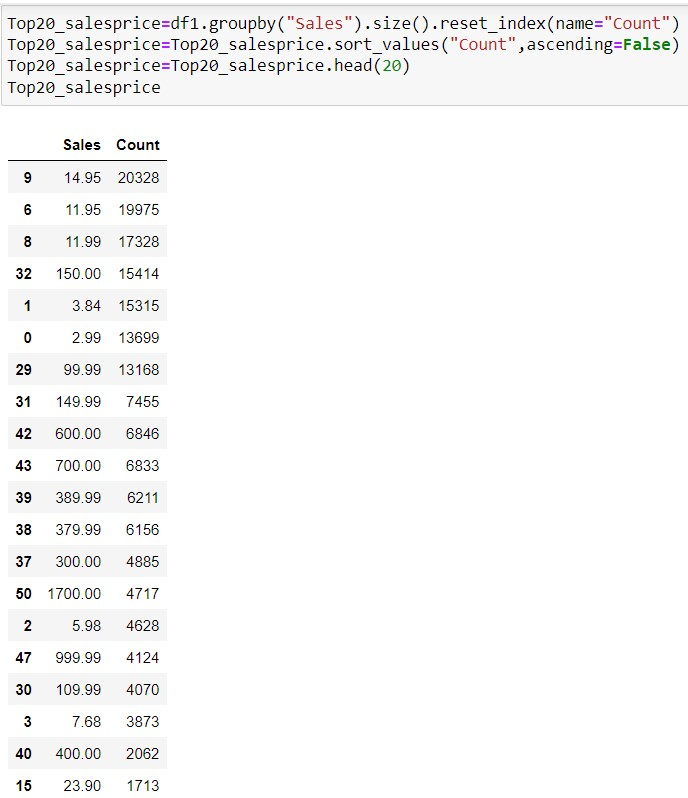 Top20_salesprice=df1.groupby("Sales").size().reset_index(name="Count")
Top20_salesprice=Top20_salesprice.sort_values("Count",ascending=False)
Top20_salesprice=Top20_salesprice.head(20)
Top20_salesprice
Sales Count
9 14.95 20328
6 11.95 19975
8 11.99 17328
32 150.00 15414
1 3.84 15315
0 2.99 13699
29 99.99 13168
31 149.99 7455
42 600.00 6846
43 700.00 6833
39 389.99 6211
38 379.99 6156
37 300.00 4885
50 1700.00 4717
2 5.98 4628
47 999.99 4124
30 109.99 4070
3 7.68 3873
40 400.00 2062
15 23.90 1713